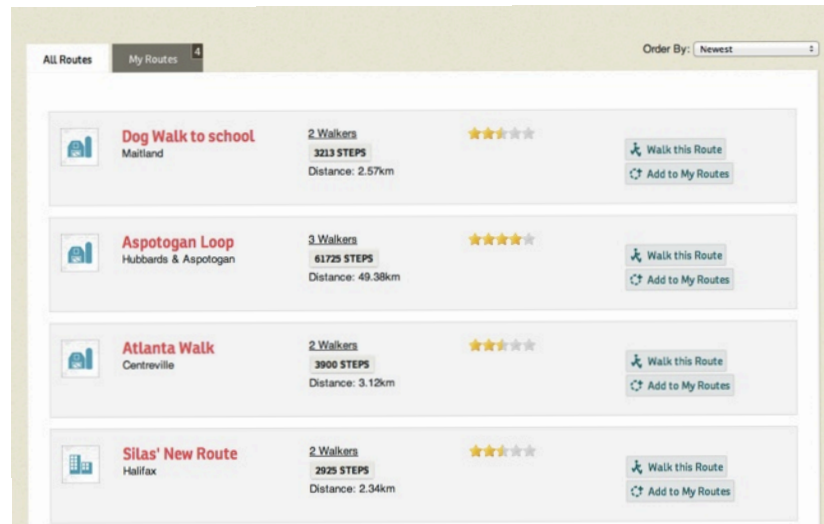 All Routes
My Routes 4
Order By: Newest
Dog Walk to school
Maitland
2 Walkers
3213 STEPS
Distance: 2.57km
Walk this Route
Add to My Routes
Aspotogan Loop
Hubbards & Aspotogan
3 Walkers
61725 STEPS
Distance: 49.38km
Walk this Route
Add to My Routes
Atlanta Walk
Centreville
2 Walkers
3900 STEPS
Distance: 3.12km
Walk this Route
Add to My Routes
Silas' New Route
Halifax
2 Walkers
2925 STEPS
Distance: 2.34km
Walk this Route
Add to My Routes